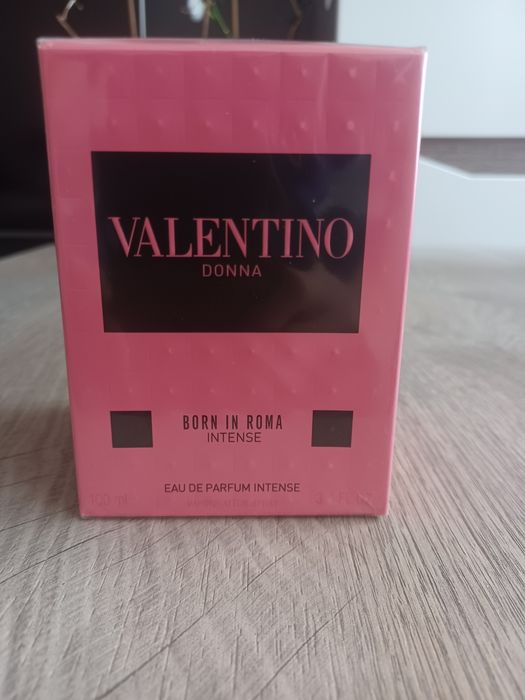 VALENTINO
DONNA
BORN IN ROMA
INTENSE
EAU DE PARFUM INTENSE
100 ml